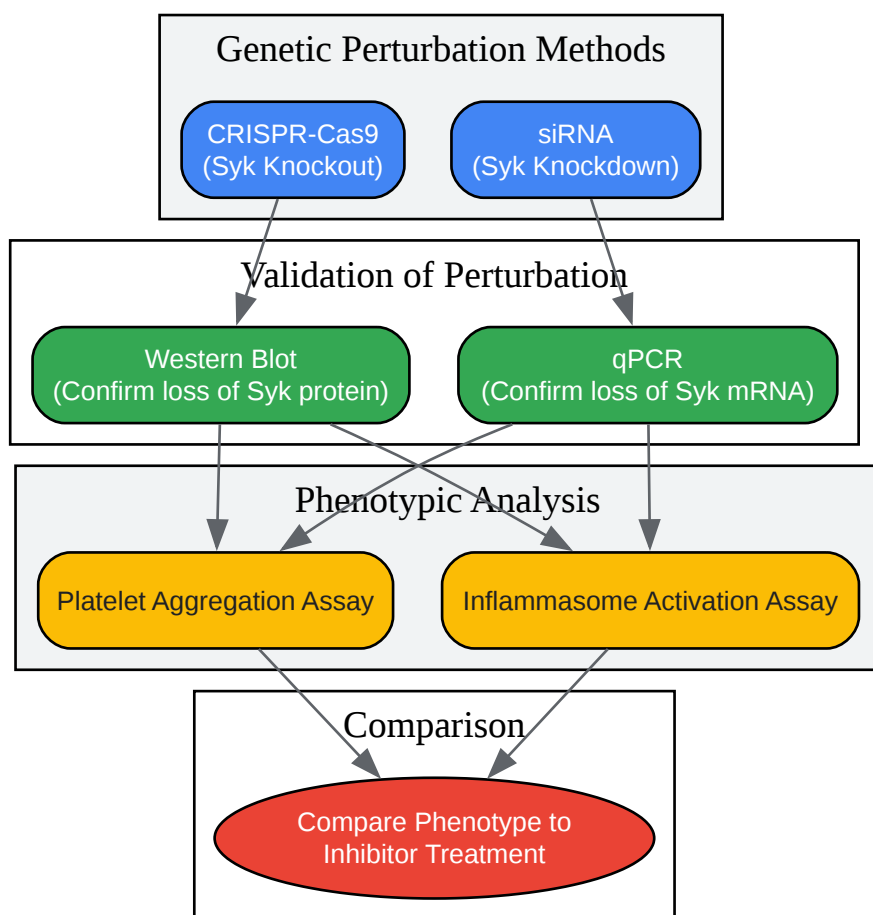 Genetic Perturbation Methods
CRISPR-Cas9
(Syk Knockout)
siRNA
(Syk Knockdown)
Validation of Perturbation
Western Blot
(Confirm loss of Syk protein)
qPCR
(Confirm loss of Syk mRNA)
Phenotypic Analysis
Platelet Aggregation Assay
Inflammasome Activation Assay
Comparison
Compare Phenotype to
Inhibitor Treatment